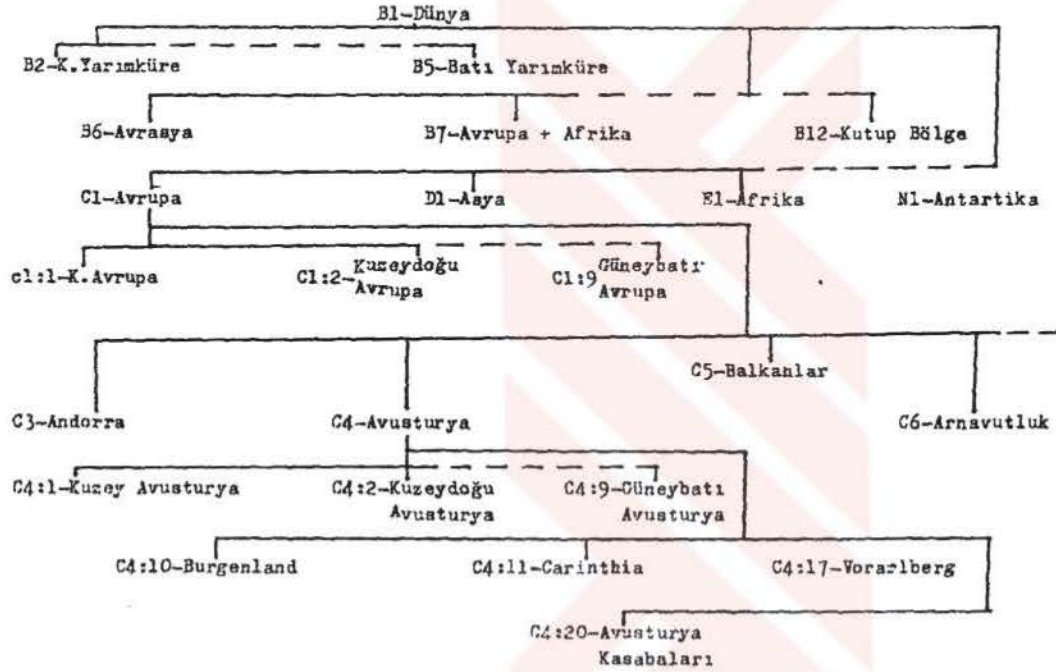 B1-Dünya
B2-K.Yarımküre B5-Batı Yarımküre
B6-Avrasya B7-Avrupa + Afrika B12-Kutup Bölge
C1-Avrupa D1-Asya E1-Afrika N1-Antartika
c1:1-K.Avrupa C1:2-Kuzeydoğu Avrupa C1:9 Güneybatı Avrupa
C5-Balkanlar
C3-Andorra C4-Avusturya C6-Arnavutluk
C4:1-Kuzey Avusturya C4:2-Kuzeydoğu Avusturya C4:9-Güneybatı Avusturya
C4:10-Burgenland C4:11-Carinthia C4:17-Vorarlberg
C4:20-Avusturya
Kasabaları